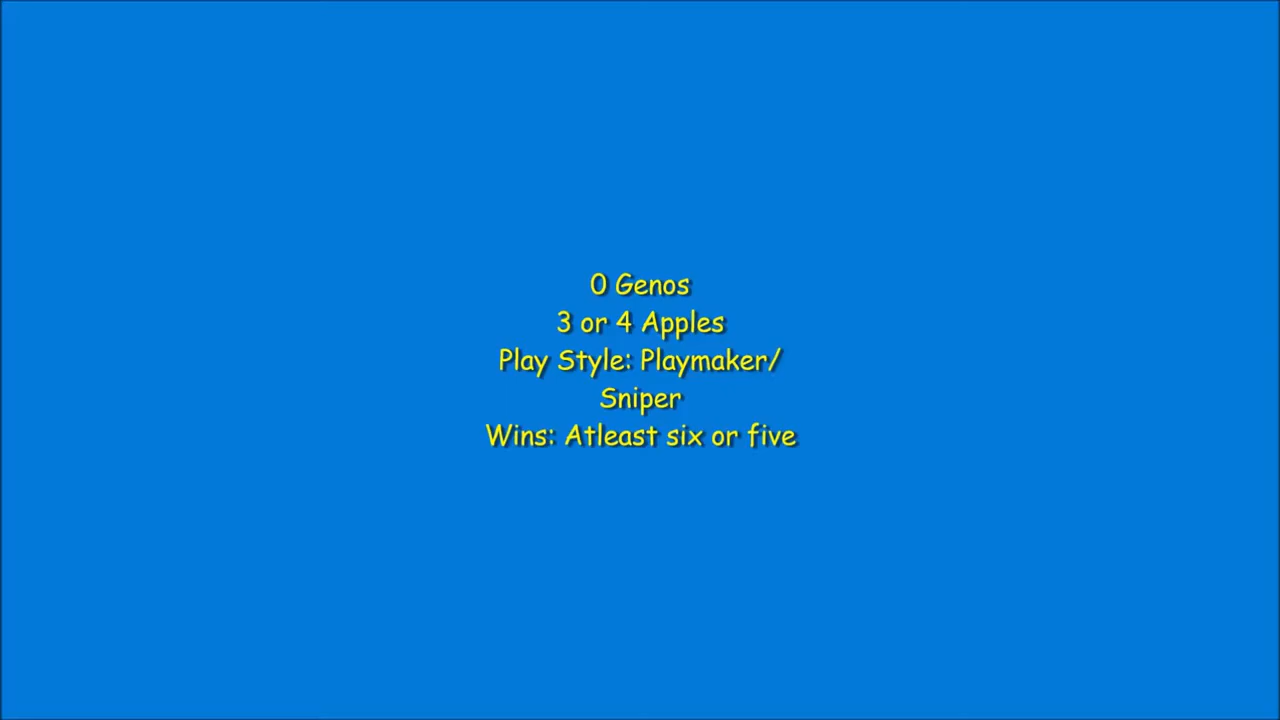 0 Genos
3 or 4 Apples
Play Style: Playmaker/
Sniper
Wins: Atleast six or five